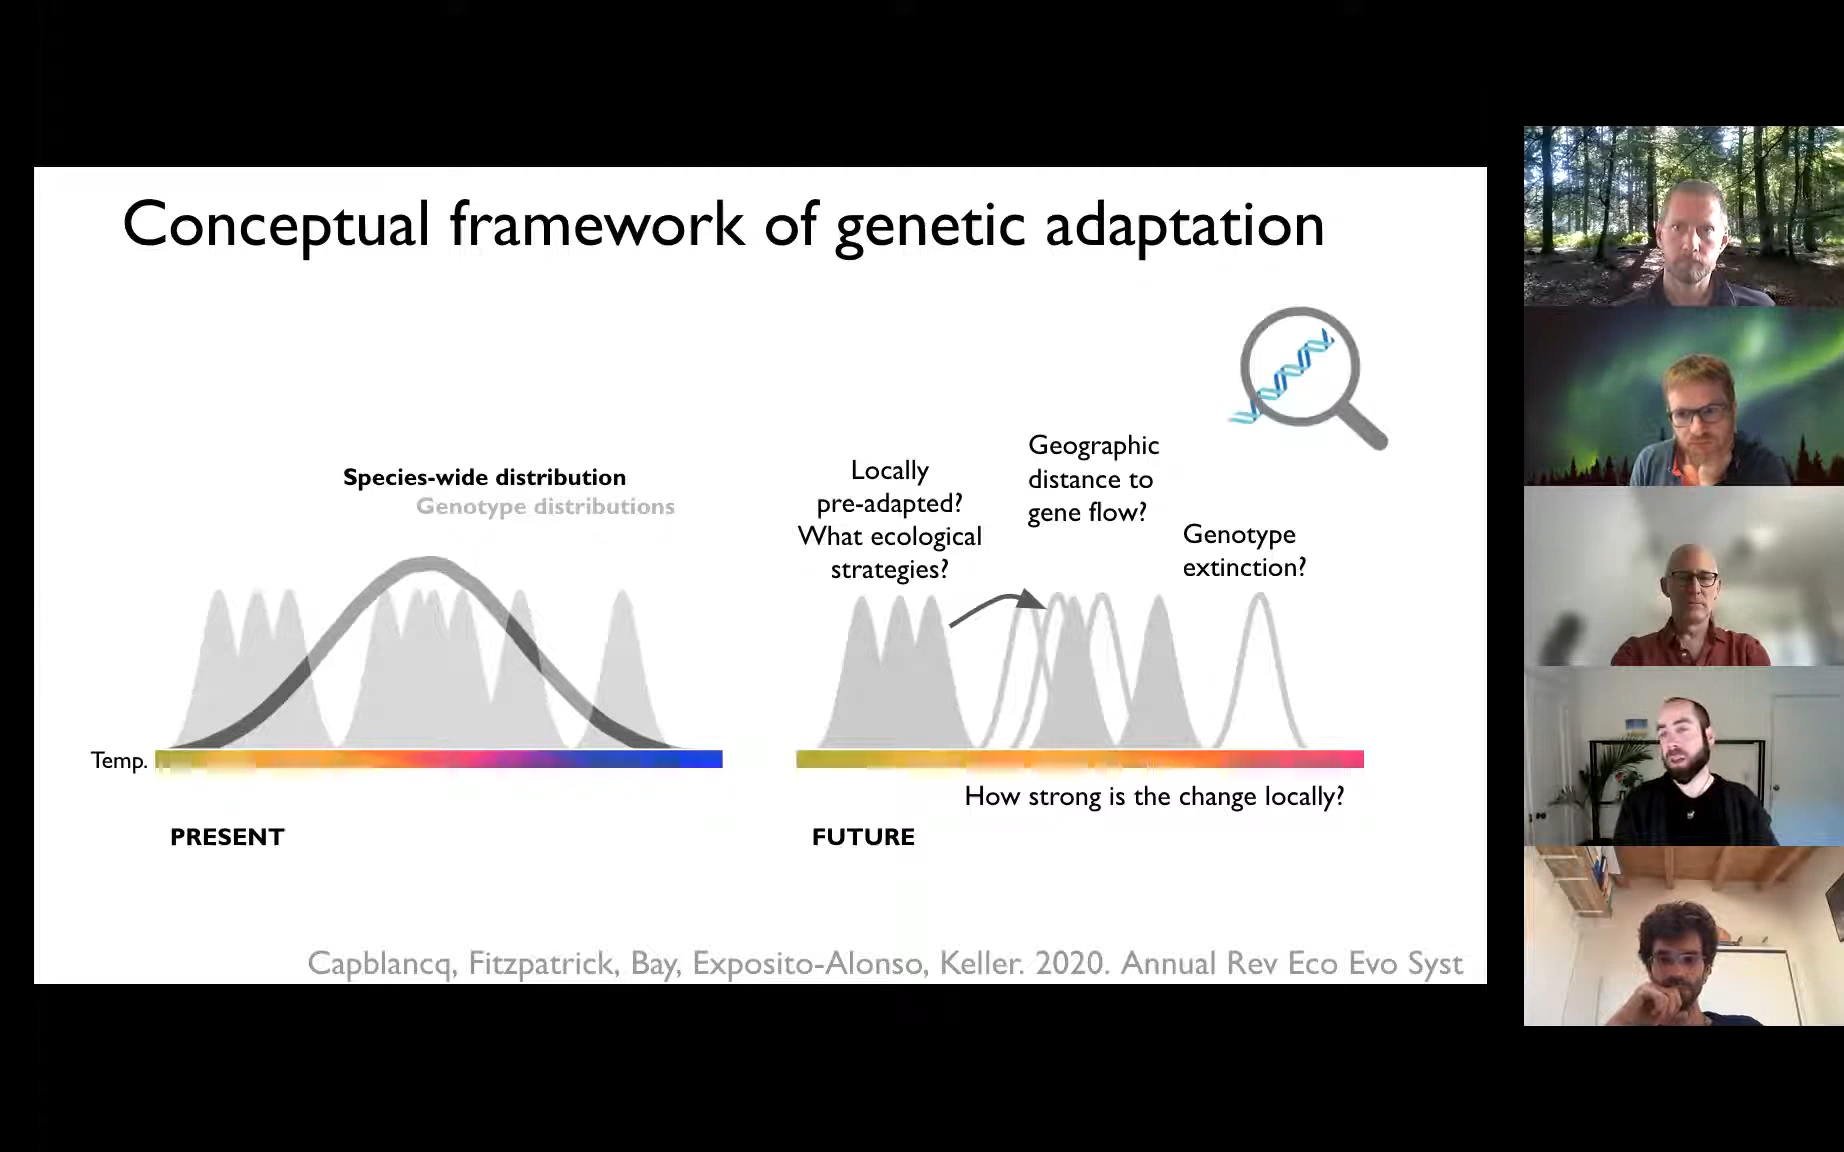 Conceptual framework of genetic adaptation
Species-wide distribution
Genotype distributions
Temp.
PRESENT
Locally
pre-adapted?
What ecological
strategies?
Geographic
distance to
gene flow?
Genotype
extinction?
How strong is the change locally?
FUTURE
Capblancq, Fitzpatrick, Bay, Exposito-Alonso, Keller. 2020. Annual Rev Eco Evo Syst